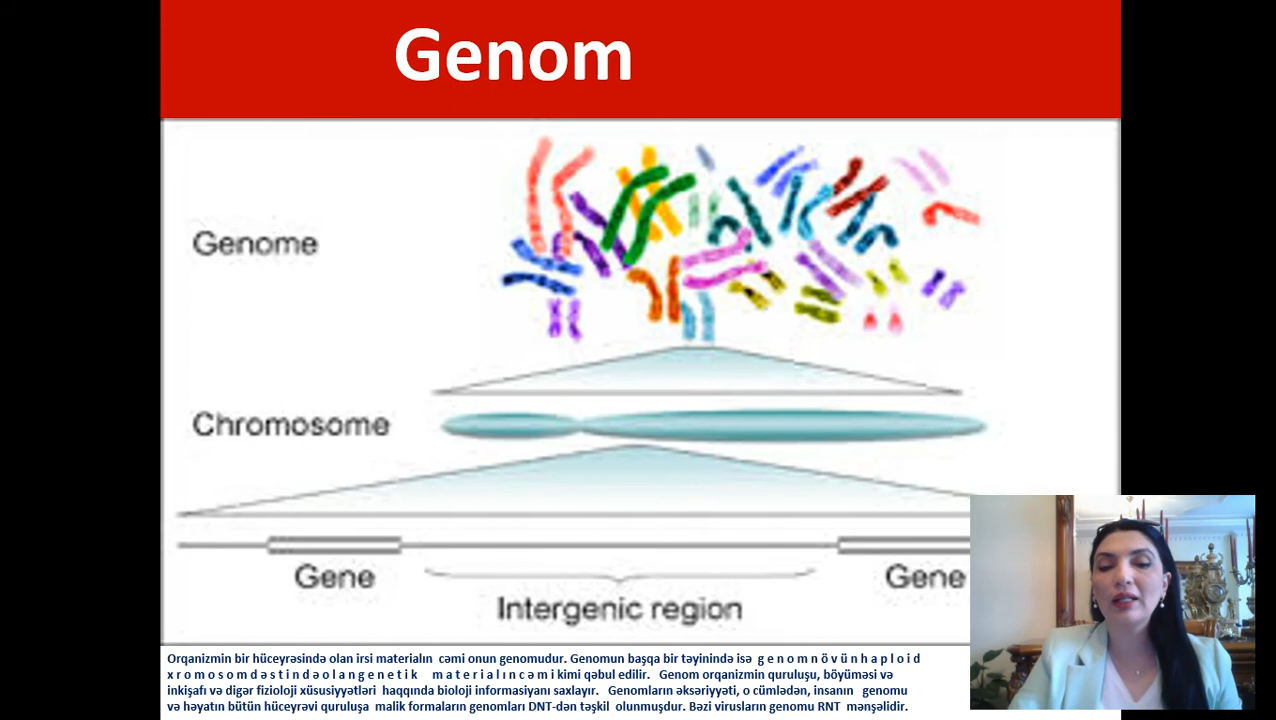 Genom
Genome
Chromosome
Gene
Gene
Intergenic region
Orqanizmin bir hüceyrəsində olan irsi materialın cəmi onun genomudur. Genomun başqa bir təyinində isə g e n o m n ö v ü n h a p l o i d
x r o m o s o m d ə s t i n d ə o l a n g e n e t i k m a t e r i a l ı n c ə m i kimi qəbul edilir. Genom orqanizmin quruluşu, böyüməsi və
inkişafı və digər fizioloji xüsusiyyətləri haqqında bioloji informasiyanı saxlayır. Genomların əksəriyyəti, o cümlədən, insanın genomu
və həyatın bütün hüceyrəvi quruluşa malik formaların genomları DNT-dən təşkil olunmuşdur. Bəzi virusların genomu RNT mənşəlidir.